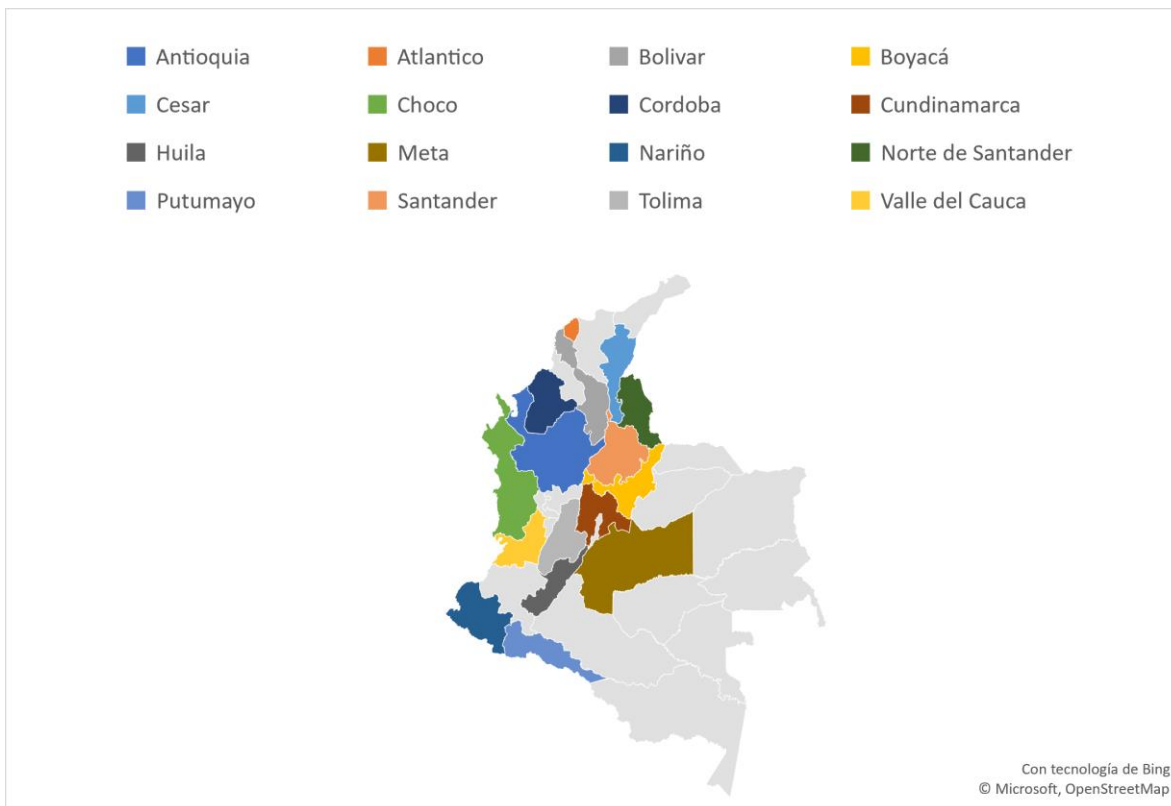 Antioquia Atlantico Bolivar Boyacá
Cesar Choco Cordoba Cundinamarca
Huila Meta Nariño Norte de Santander
Putumayo Santander Tolima Valle del Cauca
Con tecnología de Bing
© Microsoft, OpenStreetMap